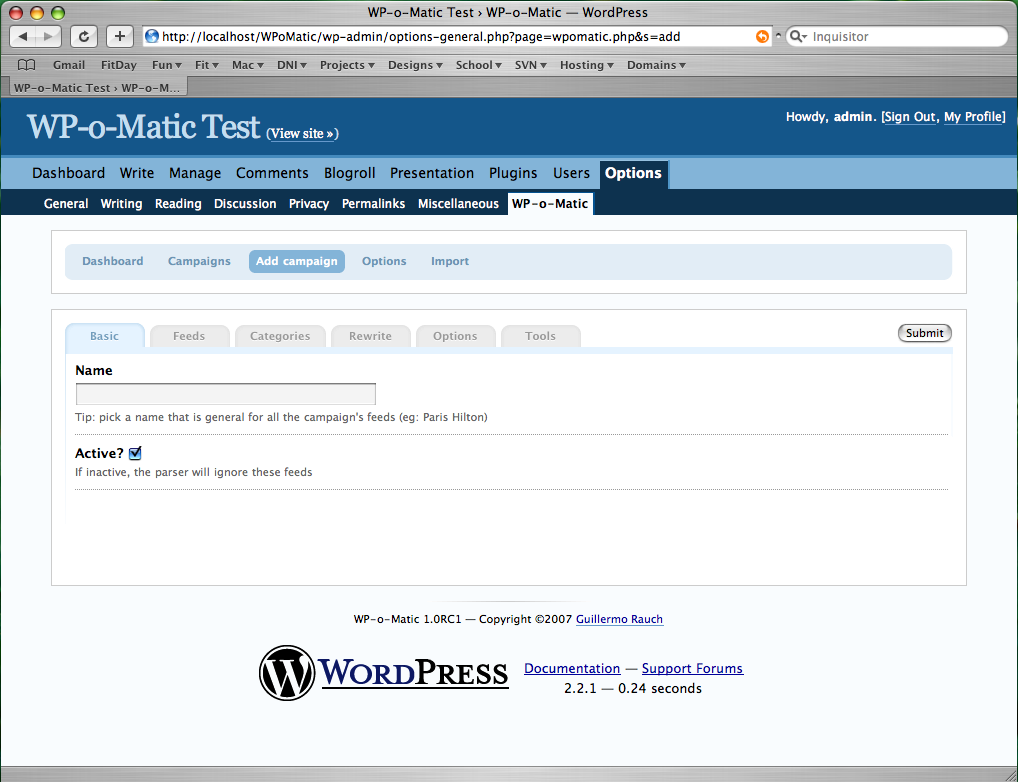 WP-o-Matic Test › WP-o-Matic — WordPress
http://localhost/WPoMatic/wp-admin/options-general.php?page=wpomatic.php&s=add
Inquisitor
Gmail FitDay Fun Fit Mac DNI Projects Designs School SVN Hosting Domains
WP-o-Matic Test › WP-o-M...
WP-o-Matic Test (View site »)
Howdy, admin. [Sign Out, My Profile]
Dashboard Write Manage Comments Blogroll Presentation Plugins Users Options
General Writing Reading Discussion Privacy Permalinks Miscellaneous WP-o-Matic
Dashboard Campaigns Add campaign Options Import
Basic Feeds Categories Rewrite Options Tools Submit
Name
Tip: pick a name that is general for all the campaign's feeds (eg: Paris Hilton)
Active?
If inactive, the parser will ignore these feeds
WP-o-Matic 1.0RC1 — Copyright ©2007 Guillermo Rauch
WORDPRESS
Documentation — Support Forums
2.2.1 — 0.24 seconds